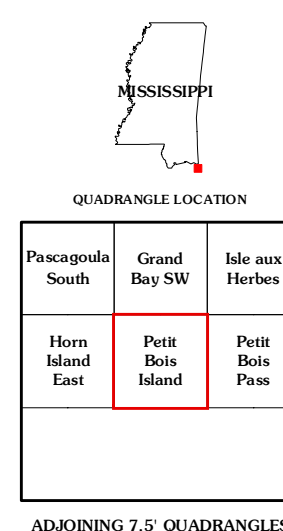 MISSISSIPPI
QUADRANGLE LOCATION
Pascagoula
South
Grand
Bay SW
Isle aux
Herbes
Horn
Island
East
Petit
Bois
Island
Petit
Bois
Pass
ADJOINING 7.5' QUADRANGLES